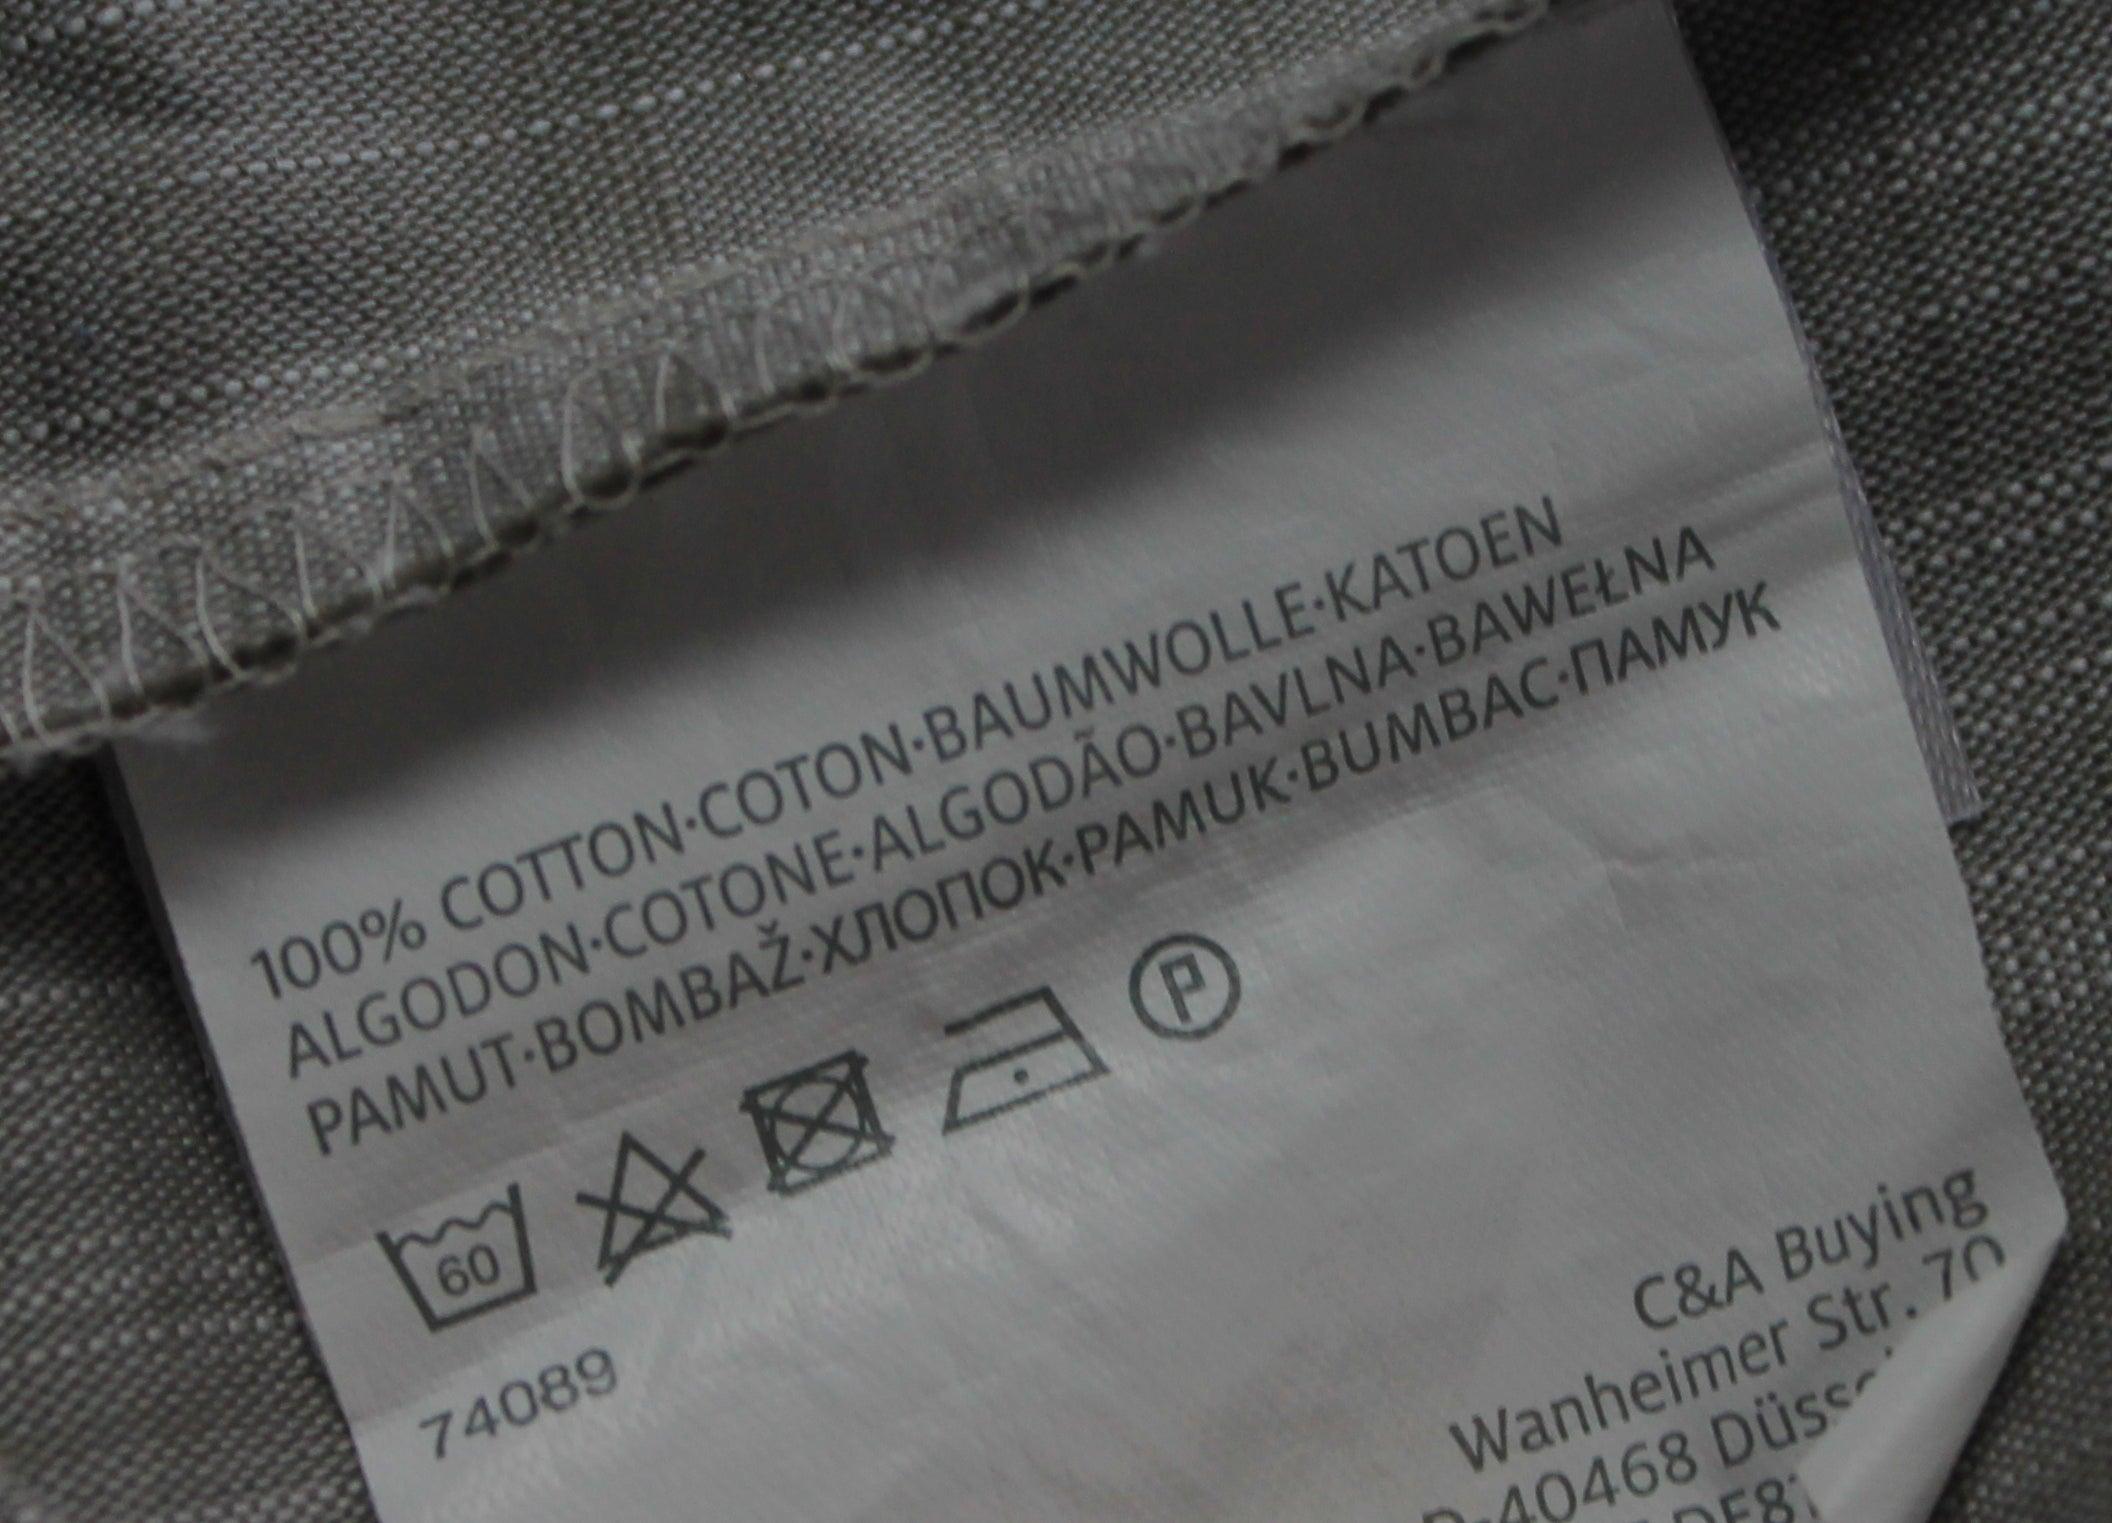 100% COTTON·COTON·BAUMWOLLE·KATOEN
ALGODON·COTONE·ALGODÃO·BAVLNA·BAWEŁNA
PAMUT·BOMBAŽ·ХЛОПОК·PAMUK·BUMBAC·ПАМУК
60
P
74089
C&A Buying
Wanheimer Str. 70
D-40468